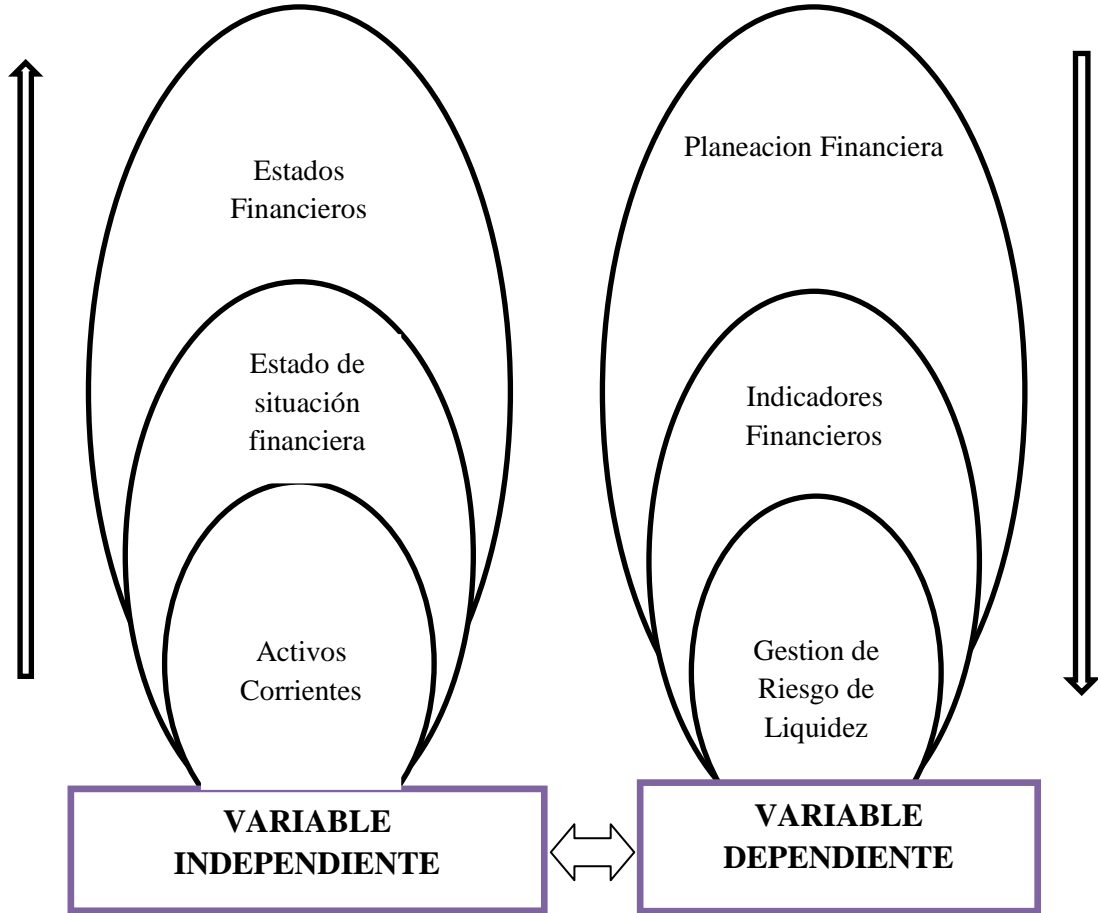 Estados
Financieros
Estado de
situación
financiera
Activos
Corrientes
VARIABLE
INDEPENDIENTE
Planeacion Financiera
Indicadores
Financieros
Gestion de
Riesgo de
Liquidez
VARIABLE
DEPENDIENTE